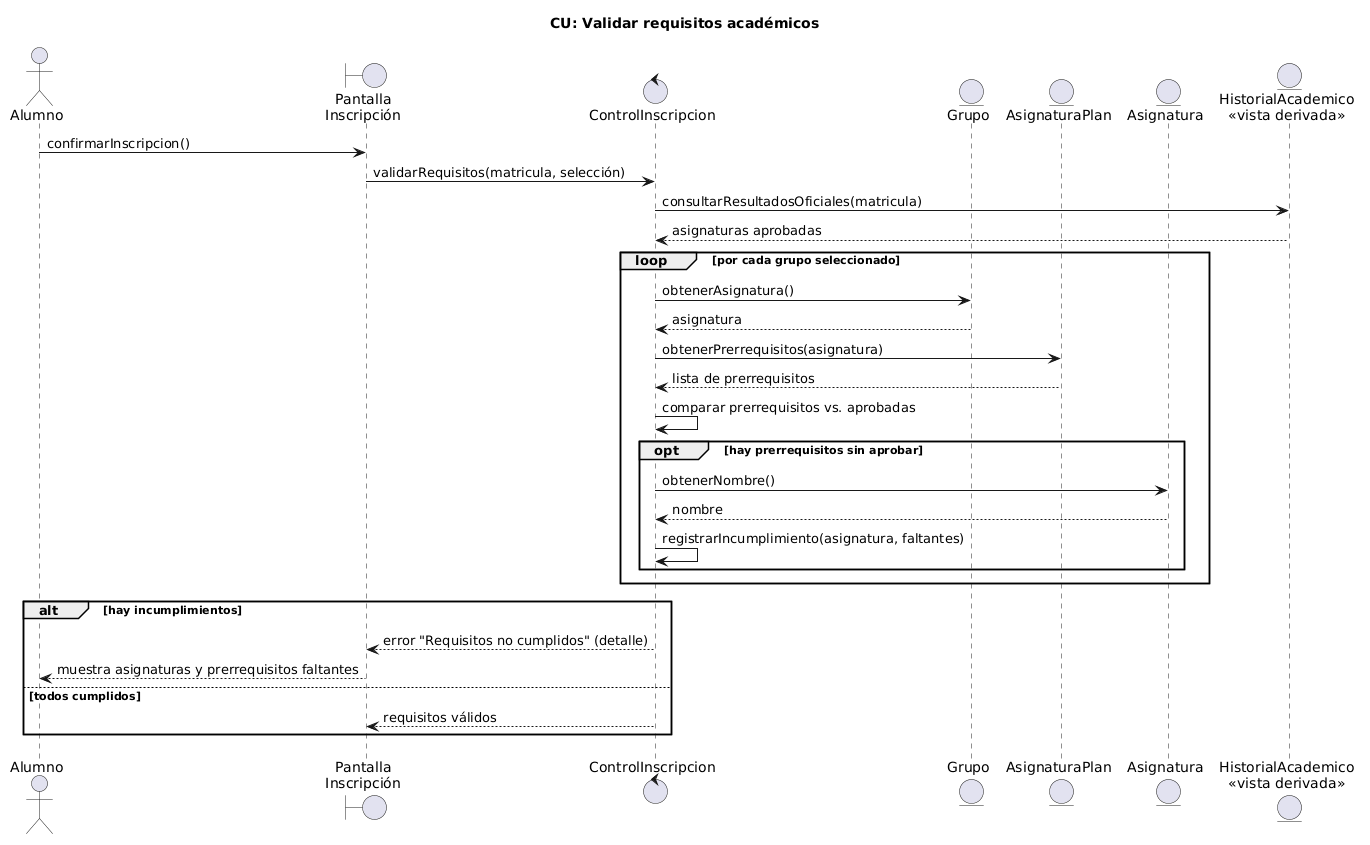 CU: Validar requisitos académicos
Alumno
Pantalla
Inscripción
ControlInscripcion
Grupo
AsignaturaPlan
Asignatura
HistorialAcademico
«vista derivada»
confirmarInscripcion()
validarRequisitos(matricula, selección)
consultarResultadosOficiales(matricula)
asignaturas aprobadas
loop [por cada grupo seleccionado]
obtenerAsignatura()
asignatura
obtenerPrerrequisitos(asignatura)
lista de prerrequisitos
comparar prerrequisitos vs. aprobadas
opt [hay prerrequisitos sin aprobar]
obtenerNombre()
nombre
registrarIncumplimiento(asignatura, faltantes)
alt [hay incumplimientos]
error "Requisitos no cumplidos" (detalle)
muestra asignaturas y prerrequisitos faltantes
[todos cumplidos]
requisitos válidos
Alumno
Pantalla
Inscripción
ControlInscripcion
Grupo
AsignaturaPlan
Asignatura
HistorialAcademico
«vista derivada»